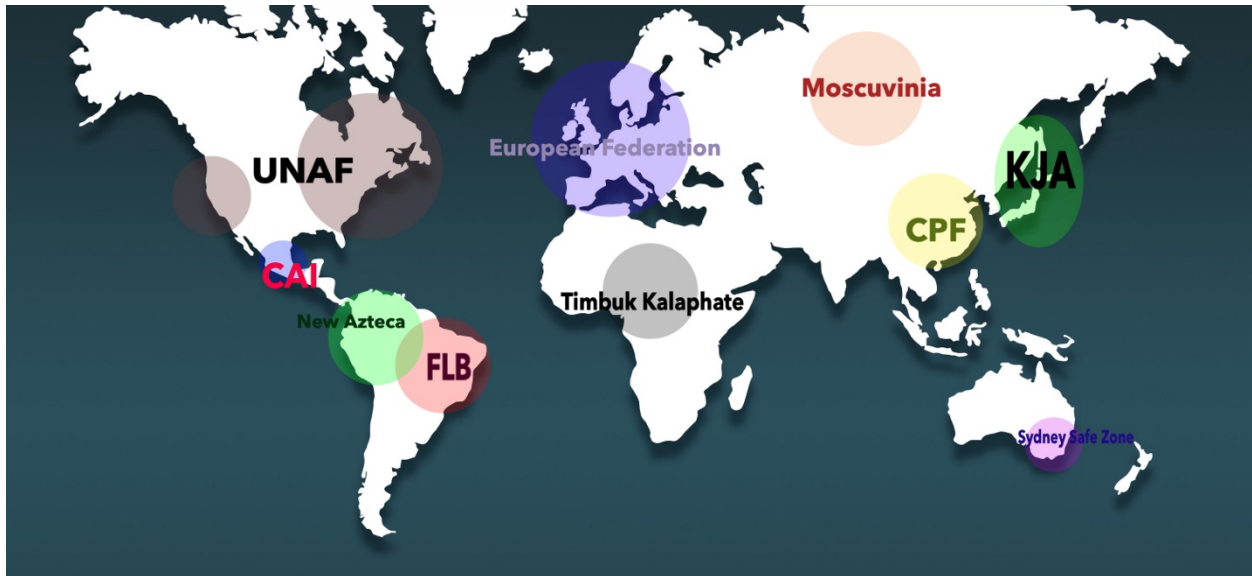 Moscuvinia
European Federation
UNAF
KJA
CPF
CAI
Timbuk Kalaphate
New Azteca
FLB
Sydney Safe Zone